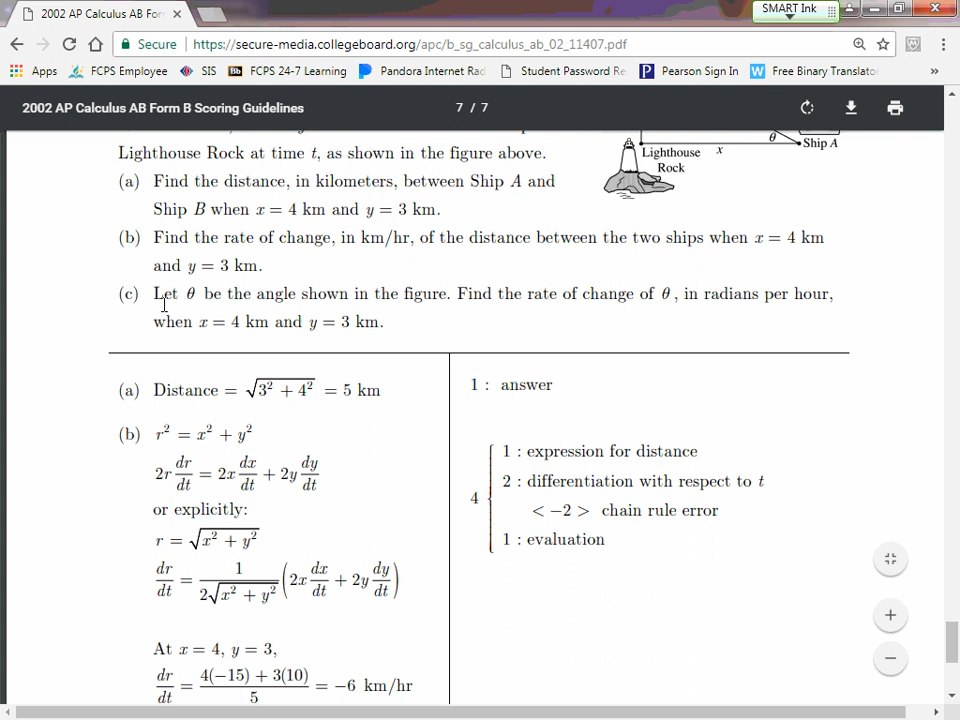 2002 AP Calculus AB For
SMART Ink
Secure
https://secure-media.collegeboard.org/apc/b_sg_calculus_ab_02_11407.pdf
Apps FCPS Employee SIS Bb FCPS 24-7 Learning Pandora Internet Rad Student Password Re P Pearson Sign In W Free Binary Translator »
2002 AP Calculus AB Form B Scoring Guidelines 7 / 7
Lighthouse Rock at time t, as shown in the figure above.
θ
Ship A
Lighthouse
Rock
x
(a) Find the distance, in kilometers, between Ship A and
Ship B when x = 4 km and y = 3 km.
(b) Find the rate of change, in km/hr, of the distance between the two ships when x = 4 km
and y = 3 km.
(c) Let θ be the angle shown in the figure. Find the rate of change of θ , in radians per hour,
when x = 4 km and y = 3 km.
(a) Distance = √(3² + 4²) = 5 km
(b) r² = x² + y²
2r dr/dt = 2x dx/dt + 2y dy/dt
or explicitly:
r = √(x² + y²)
dr/dt = 1/(2√(x² + y²)) (2x dx/dt + 2y dy/dt)
At x = 4, y = 3,
dr/dt = (4(−15) + 3(10))/5 = −6 km/hr
1 : answer
4
1 : expression for distance
2 : differentiation with respect to t
< −2 > chain rule error
1 : evaluation